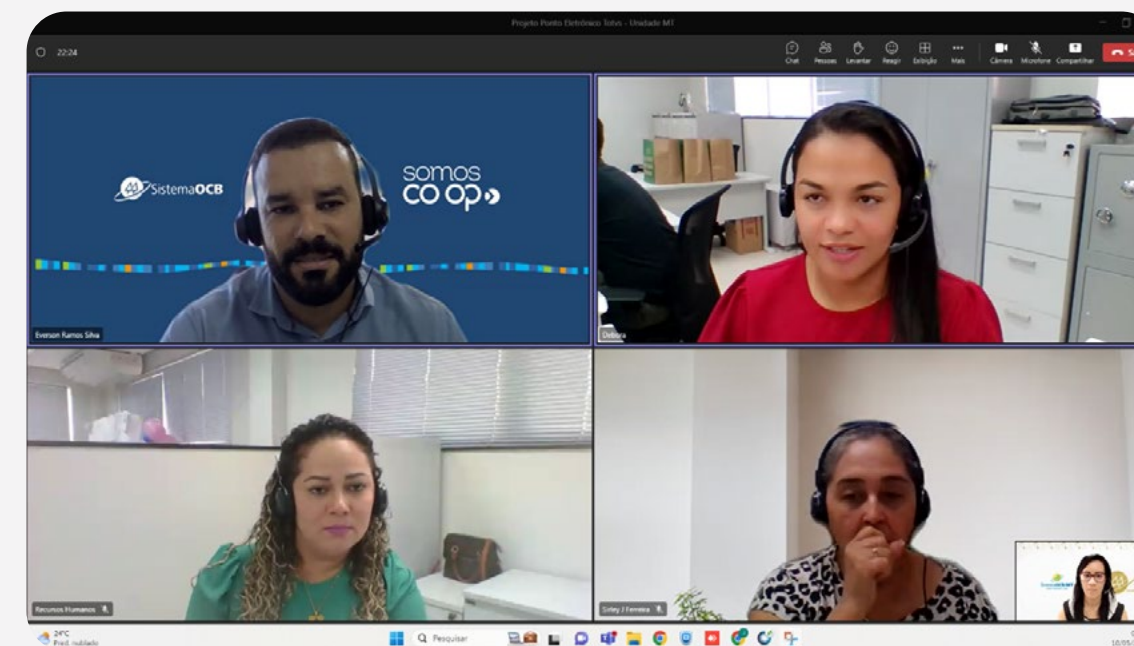 Projeto Ponto Eletrônico Totvs - Unidade MT
22:24
Chat Pessoas Levantar Reagir Exibição Mais Câmera Microfone Compartilhar
SistemaOCB
somos
coop
Everson Ramos Silva
Debora
Recursos Humanos
Sirley J Ferreira
24°C
Pred. nublado
Pesquisar